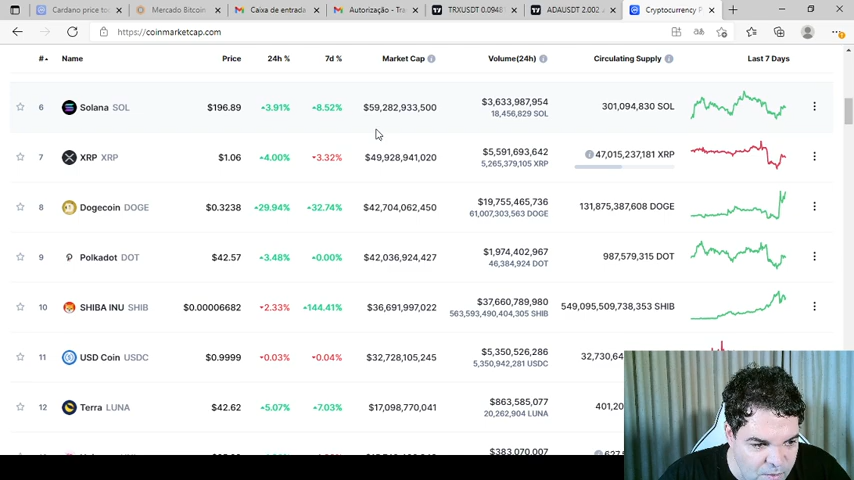 Cardano price to
Mercado Bitcoin
Caixa de entrada
Autorização - Tra
TRXUSDT 0.0948
ADAUSDT 2.002
Cryptocurrency P
https://coinmarketcap.com
# Name Price 24h % 7d % Market Cap Volume(24h) Circulating Supply Last 7 Days
6 Solana SOL $196.89 3.91% 8.52% $59,282,933,500 $3,633,987,954 301,094,830 SOL
18,456,829 SOL
7 XRP XRP $1.06 4.00% 3.32% $49,928,941,020 $5,591,693,642 47,015,237,181 XRP
5,265,379,105 XRP
8 Dogecoin DOGE $0.3238 29.94% 32.74% $42,704,062,450 $19,755,465,736 131,875,387,608 DOGE
61,007,303,563 DOGE
9 Polkadot DOT $42.57 3.48% 0.00% $42,036,924,427 $1,974,402,967 987,579,315 DOT
46,384,924 DOT
10 SHIBA INU SHIB $0.00006682 2.33% 144.41% $36,691,997,022 $37,660,789,980 549,095,509,738,353 SHIB
563,593,490,404,305 SHIB
11 USD Coin USDC $0.9999 0.03% 0.04% $32,728,105,245 $5,350,526,286 32,730,64
5,350,942,281 USDC
12 Terra LUNA $42.62 5.07% 7.03% $17,098,770,041 $863,585,077 401,20
20,262,904 LUNA
$383,070,007